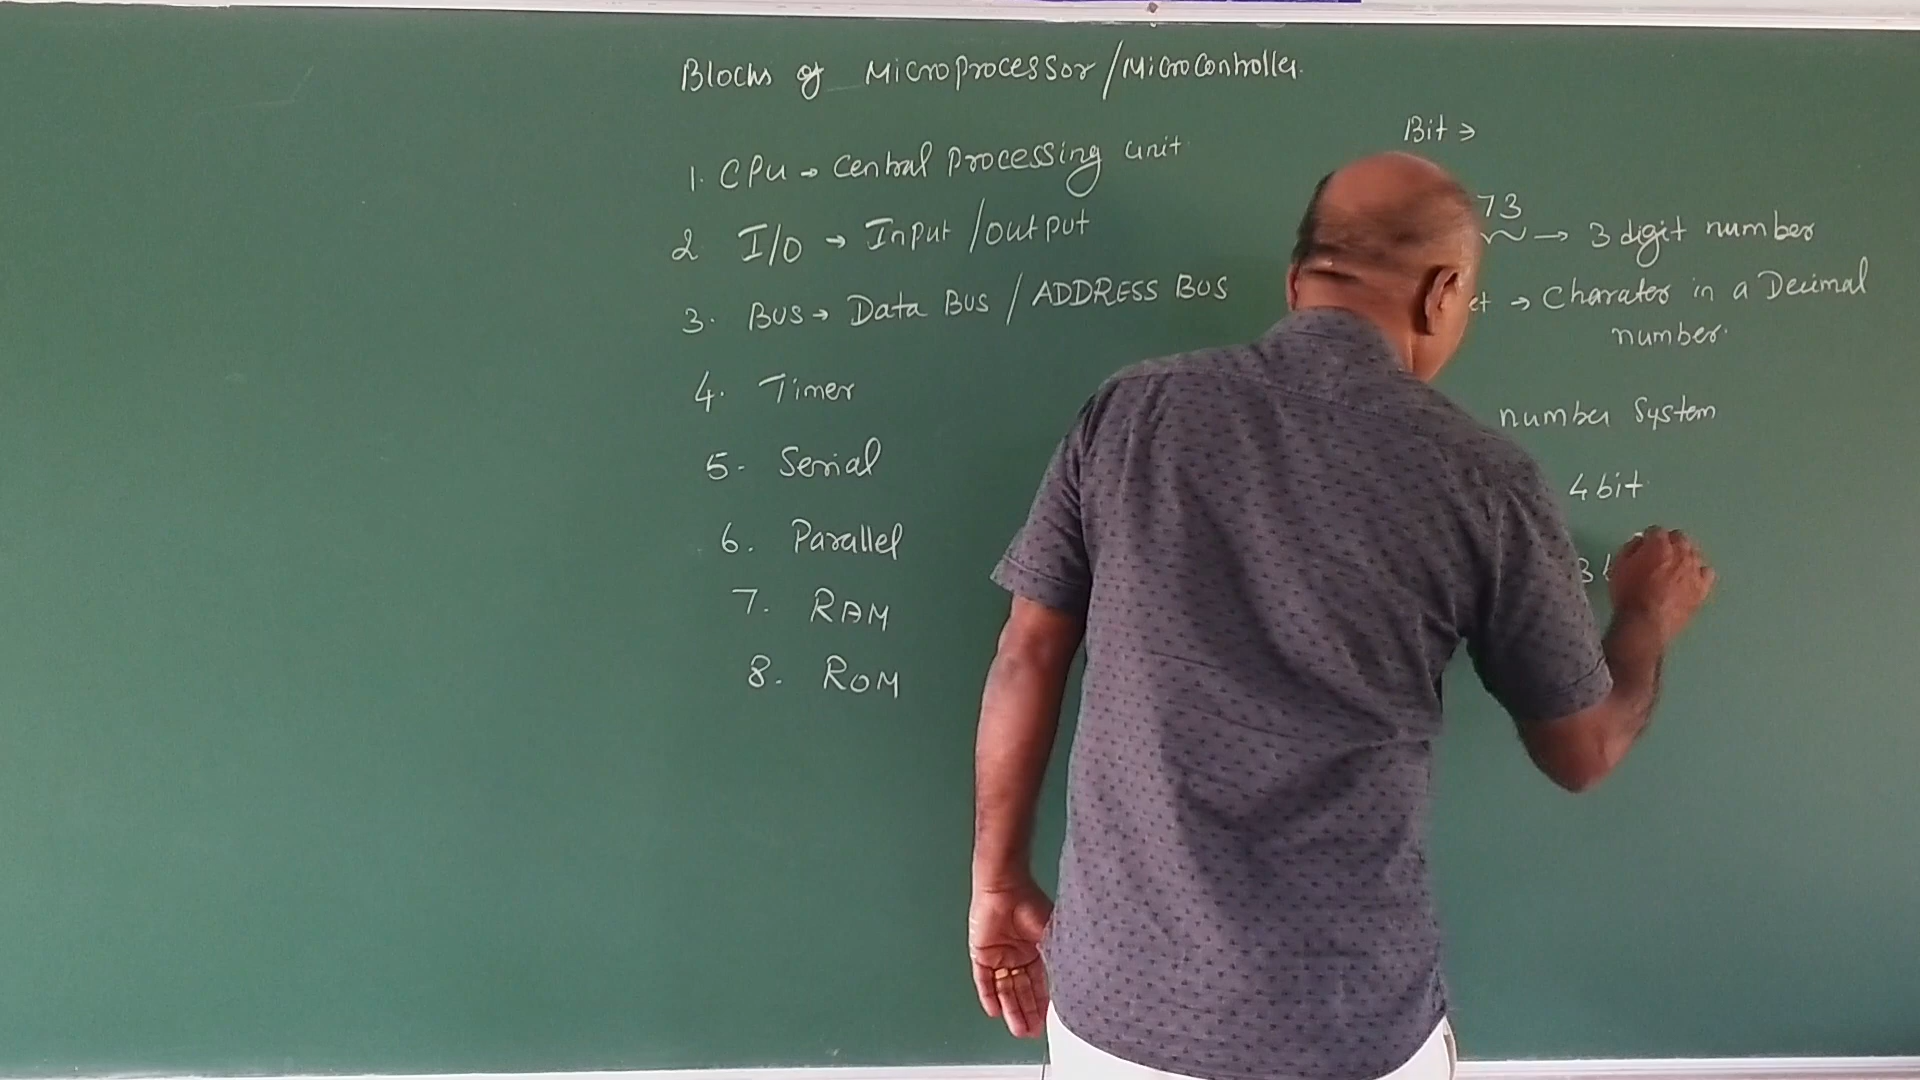 Blocks of Microprocessor/Microcontroller.
1. CPU → Central Processing unit
2 I/O → Input/output
3. BUS → Data BUS / ADDRESS BUS
4. Timer
5. Serial
6. Parallel
7. RAM
8. ROM
Bit →
73
→ 3 digit number
→ Charater in a Decimal
number.
number System
4 bit
3